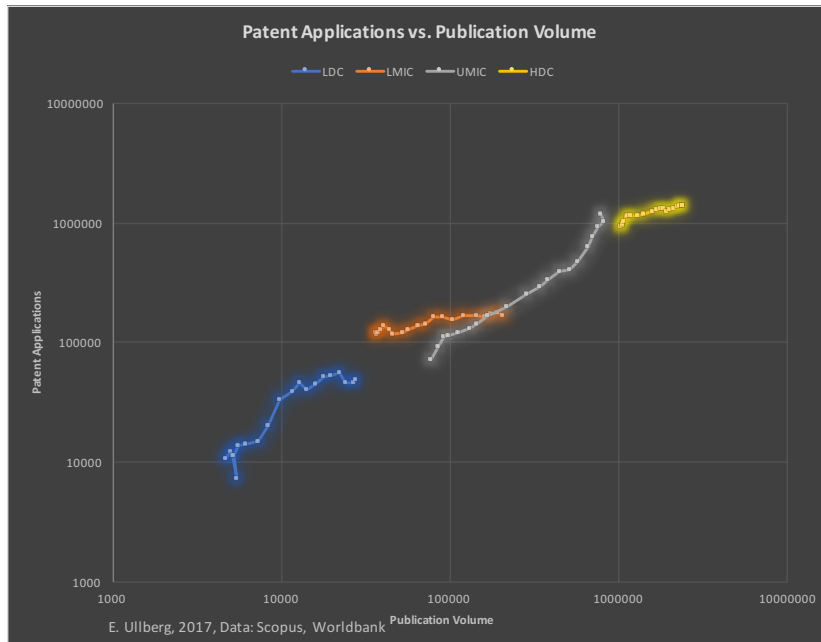 Patent Applications vs. Publication Volume
LDC LMIC UMIC HDC
10000000
1000000
100000
10000
1000
Patent Applications
1000 10000 100000 1000000 10000000
Publication Volume
E. Ullberg, 2017, Data: Scopus, Worldbank